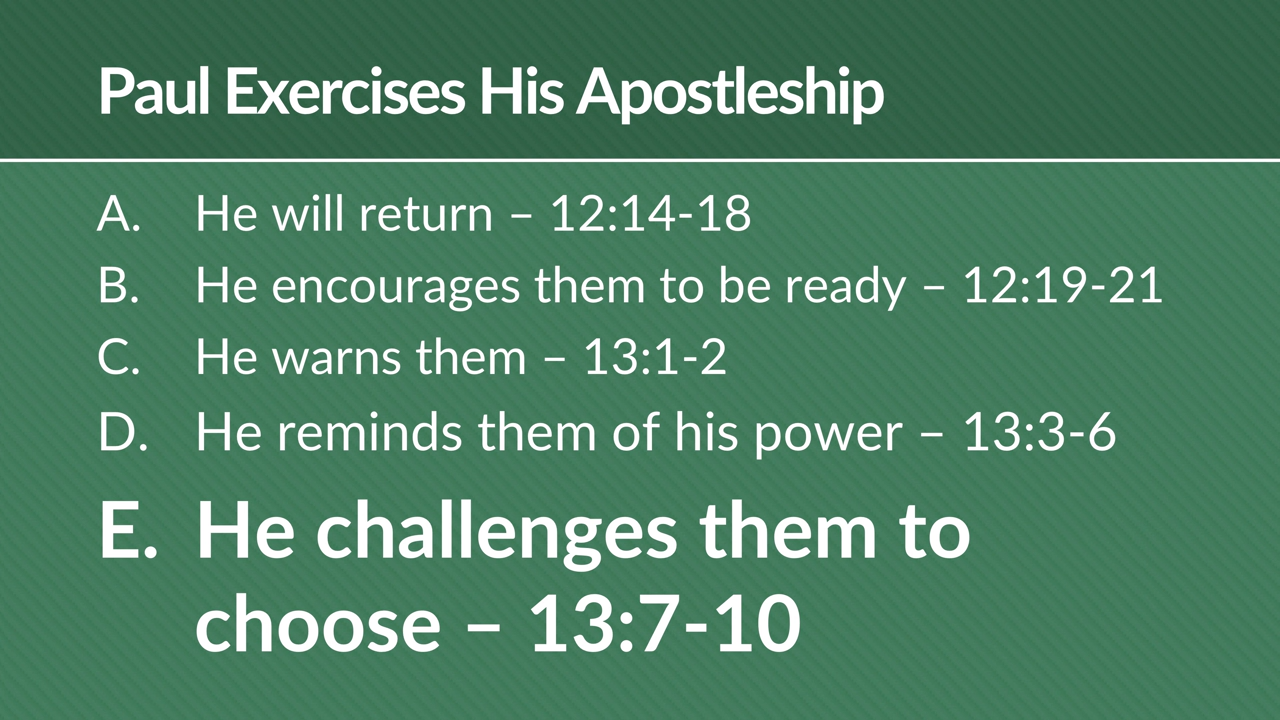 Paul Exercises His Apostleship
A. He will return – 12:14-18
B. He encourages them to be ready – 12:19-21
C. He warns them – 13:1-2
D. He reminds them of his power – 13:3-6
E. He challenges them to
choose – 13:7-10